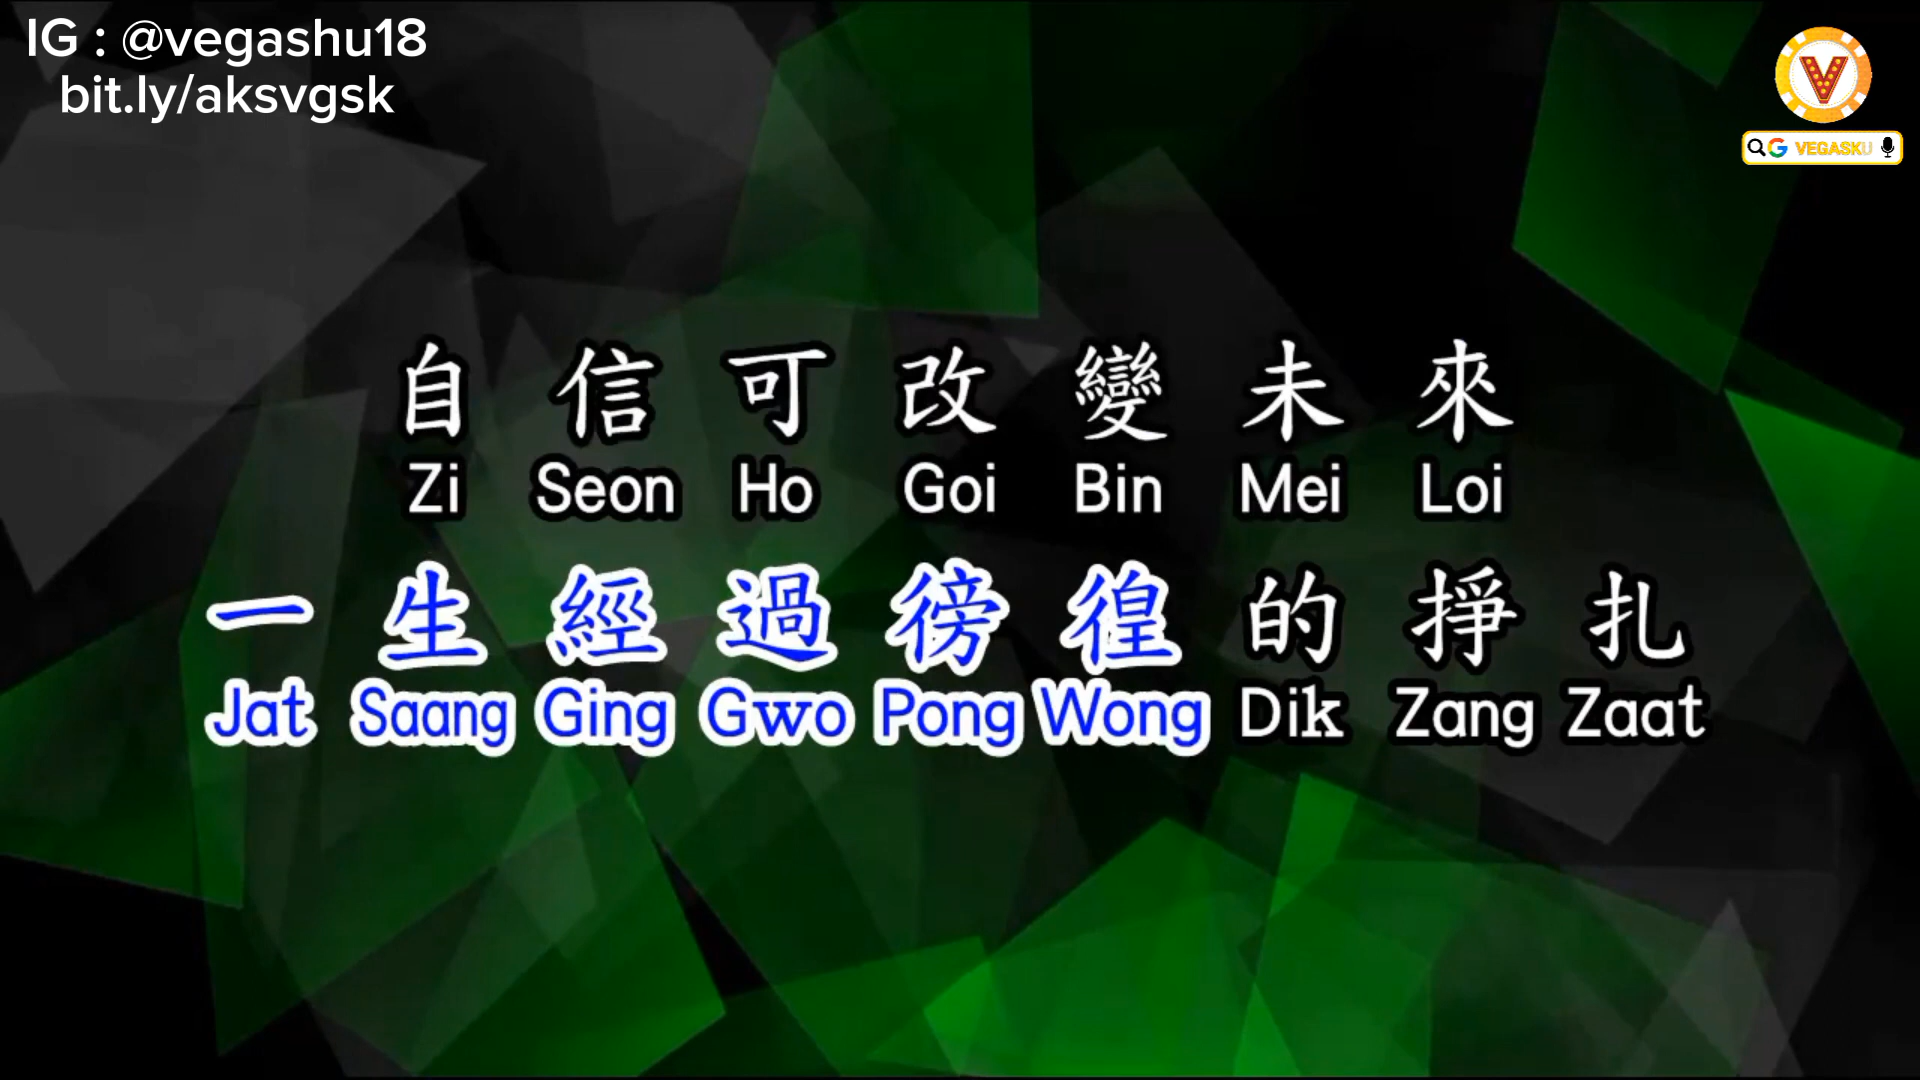 IG : @vegashu18
bit.ly/aksvgsk
V
VEGASKU
自 信 可 改 變 未 來
Zi Seon Ho Goi Bin Mei Loi
一 生 經 過 徬 徨 的 掙 扎
Jat Saang Ging Gwo Pong Wong Dik Zang Zaat